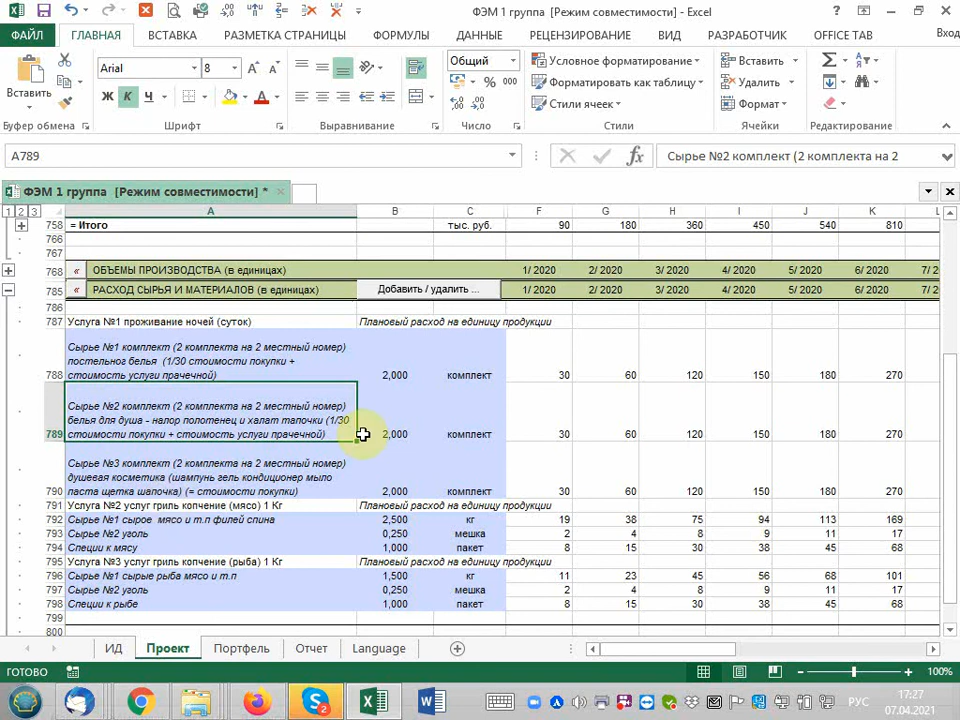 ФЭМ 1 группа [Режим совместимости] - Excel
ФАЙЛ ГЛАВНАЯ ВСТАВКА РАЗМЕТКА СТРАНИЦЫ ФОРМУЛЫ ДАННЫЕ РЕЦЕНЗИРОВАНИЕ ВИД РАЗРАБОТЧИК OFFICE TAB Вход
Вставить
Arial 8
Ж К Ч
Общий
Условное форматирование
Форматировать как таблицу
Стили ячеек
Вставить
Удалить
Формат
Буфер обмена Шрифт Выравнивание Число Стили Ячейки Редактирование
A789 fx Сырье №2 комплект (2 комплекта на 2
ФЭМ 1 группа [Режим совместимости] *
1 2 3 A B C F G H I J K L
758 = Итого тыс. руб. 90 180 360 450 540 810
766
767
768 « ОБЪЕМЫ ПРОИЗВОДСТВА (в единицах) 1/ 2020 2/ 2020 3/ 2020 4/ 2020 5/ 2020 6/ 2020 7/ 2
785 « РАСХОД СЫРЬЯ И МАТЕРИАЛОВ (в единицах) Добавить / удалить ... 1/ 2020 2/ 2020 3/ 2020 4/ 2020 5/ 2020 6/ 2020 7/ 2
786
787 Услуга №1 проживание ночей (суток) Плановый расход на единицу продукции
Сырье №1 комплект (2 комплекта на 2 местный номер)
постельног белья (1/30 стоимости покупки +
788 стоимость услуги прачечной) 2,000 комплект 30 60 120 150 180 270
Сырье №2 комплект (2 комплекта на 2 местный номер)
белья для душа - налор полотенец и халат тапочки (1/30
789 стоимости покупки + стоимость услуги прачечной) 2,000 комплект 30 60 120 150 180 270
Сырье №3 комплект (2 комплекта на 2 местный номер)
душевая косметика (шампунь гель кондиционер мыло
790 паста щетка шапочка) (= стоимости покупки) 2,000 комплект 30 60 120 150 180 270
791 Услуга №2 услуг гриль копчение (мясо) 1 Кг Плановый расход на единицу продукции
792 Сырье №1 сырое мясо и т.п филей спина 2,500 кг 19 38 75 94 113 169
793 Сырье №2 уголь 0,250 мешка 2 4 8 9 11 17
794 Специи к мясу 1,000 пакет 8 15 30 38 45 68
795 Услуга №3 услуг гриль копчение (рыба) 1 Кг Плановый расход на единицу продукции
796 Сырье №1 сырые рыба мясо и т.п 1,500 кг 11 23 45 56 68 101
797 Сырье №2 уголь 0,250 мешка 2 4 8 9 11 17
798 Специи к рыбе 1,000 пакет 8 15 30 38 45 68
799
800
ИД Проект Портфель Отчет Language
ГОТОВО 100%
РУС
17:27
07.04.2021